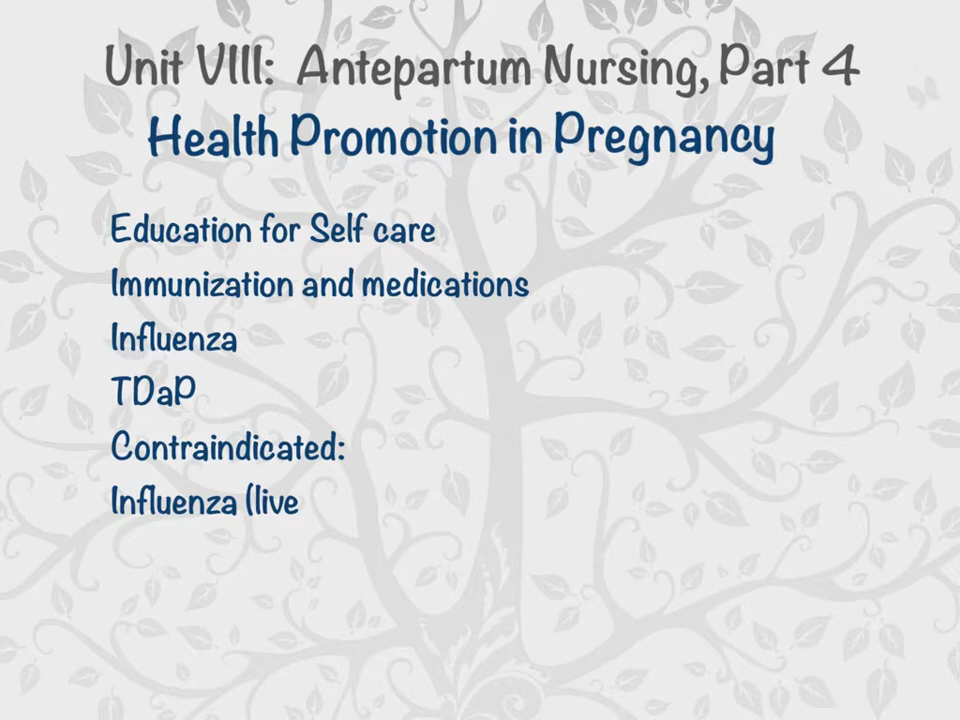 Unit VIII: Antepartum Nursing, Part 4
Health Promotion in Pregnancy
Education for Self care
Immunization and medications
Influenza
TDaP
Contraindicated:
Influenza (live